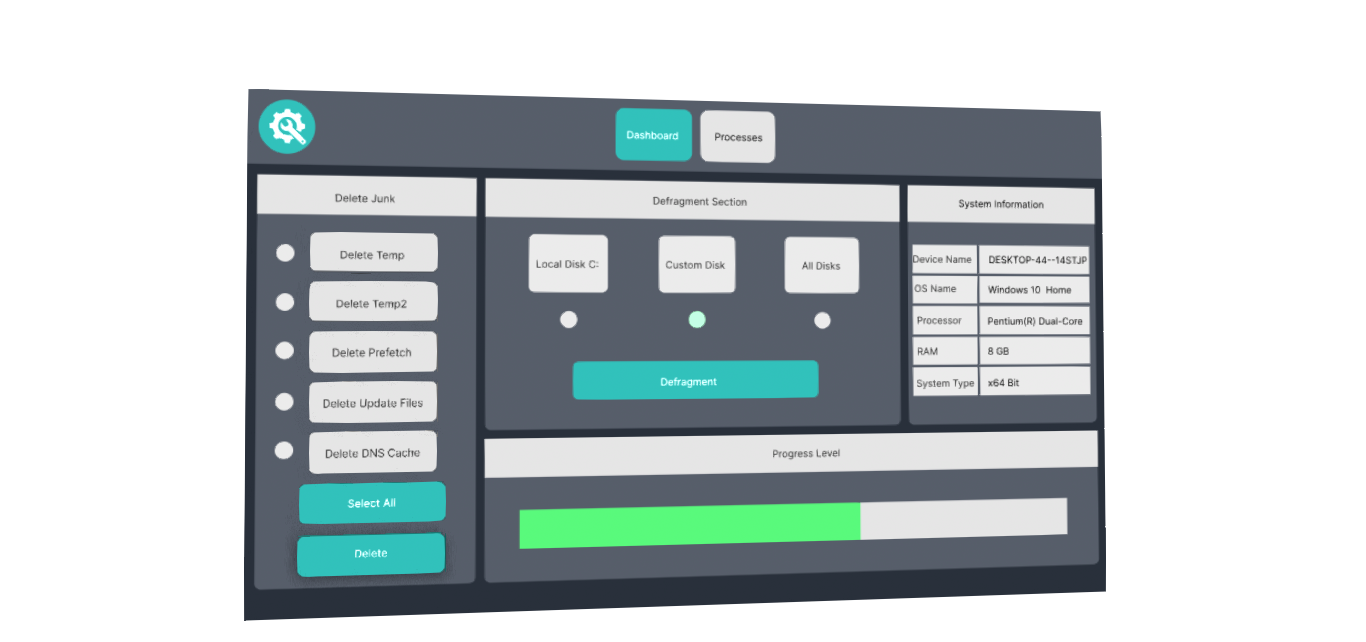 Dashboard
Processes
Delete Junk
Delete Temp
Delete Temp2
Delete Prefetch
Delete Update Files
Delete DNS Cache
Select All
Delete
Defragment Section
Local Disk C:
Custom Disk
All Disks
Defragment
System Information
Device Name DESKTOP-44--14STJP
OS Name Windows 10 Home
Processor Pentium(R) Dual-Core
RAM 8 GB
System Type x64 Bit
Progress Level